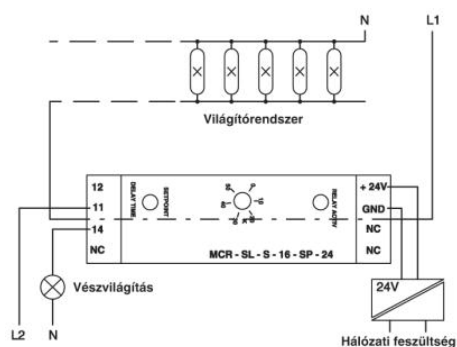 N
L1
Világítórendszer
12
11
14
NC
DELAY TIME
SETPOINT
RELAY ACTIV
+ 24V
GND
NC
NC
MCR - SL - S - 16 - SP - 24
24V
Vészvilágítás
L2
N
Hálózati feszültség